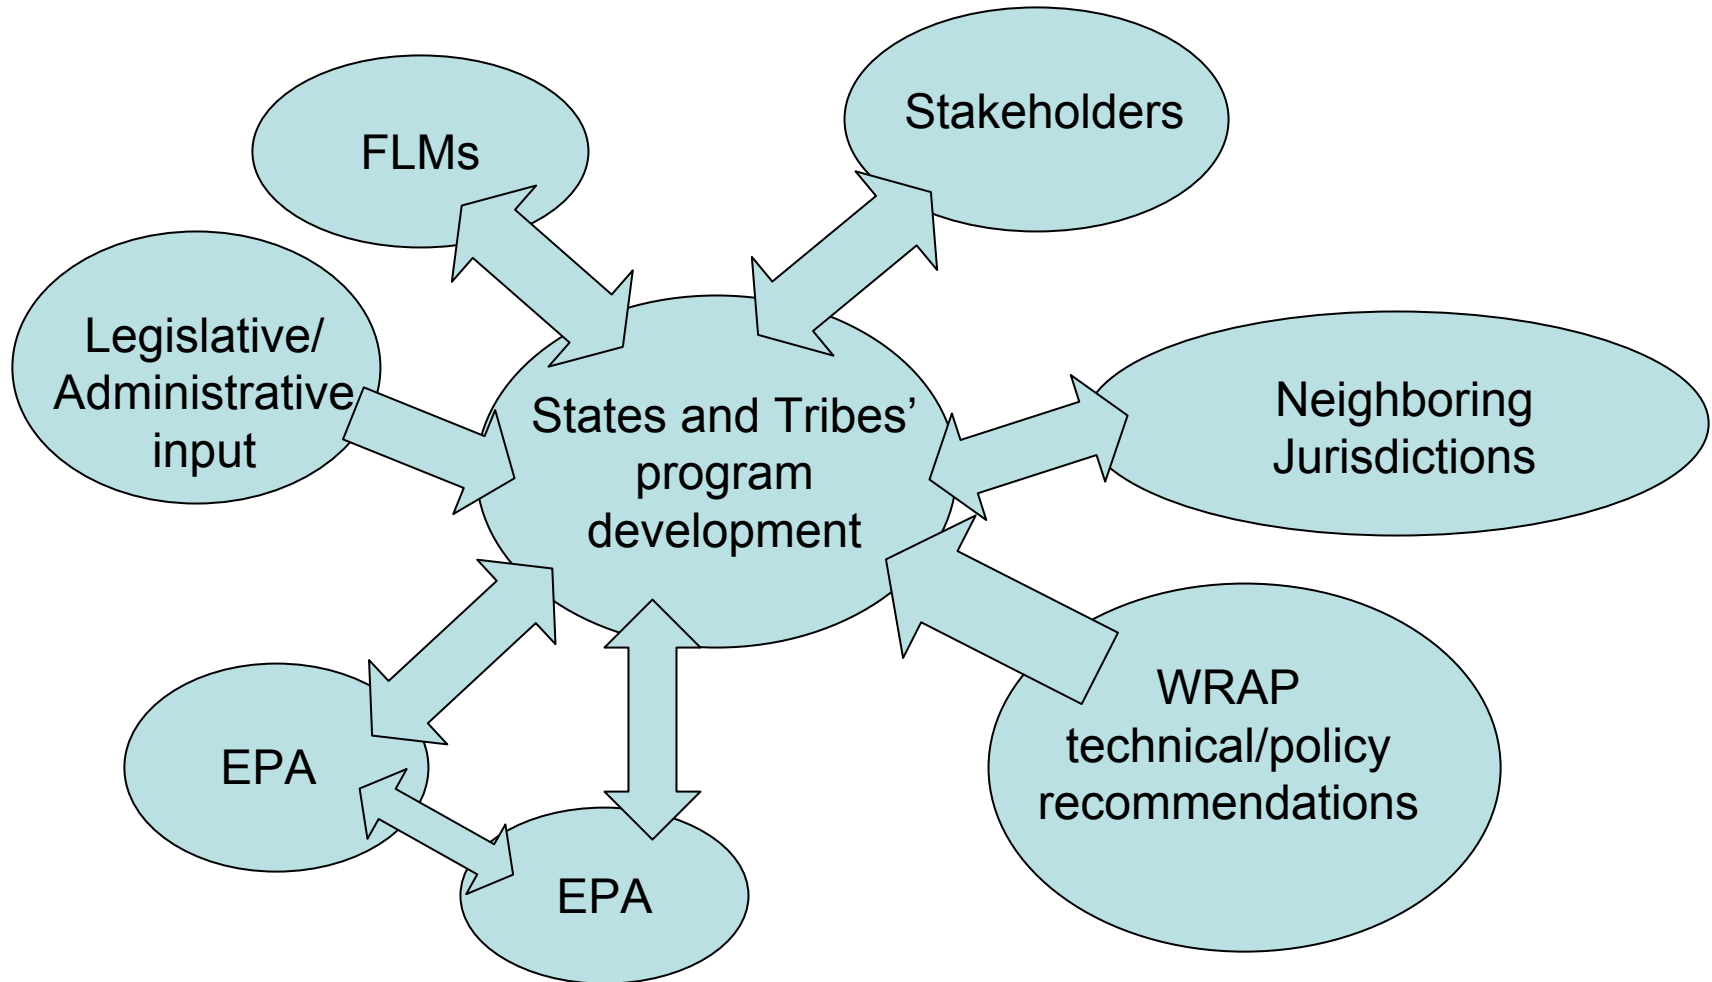 Stakeholders
FLMs
Legislative/
Administrative
input
States and Tribes’
program
development
Neighboring
Jurisdictions
WRAP
technical/policy
recommendations
EPA
EPA